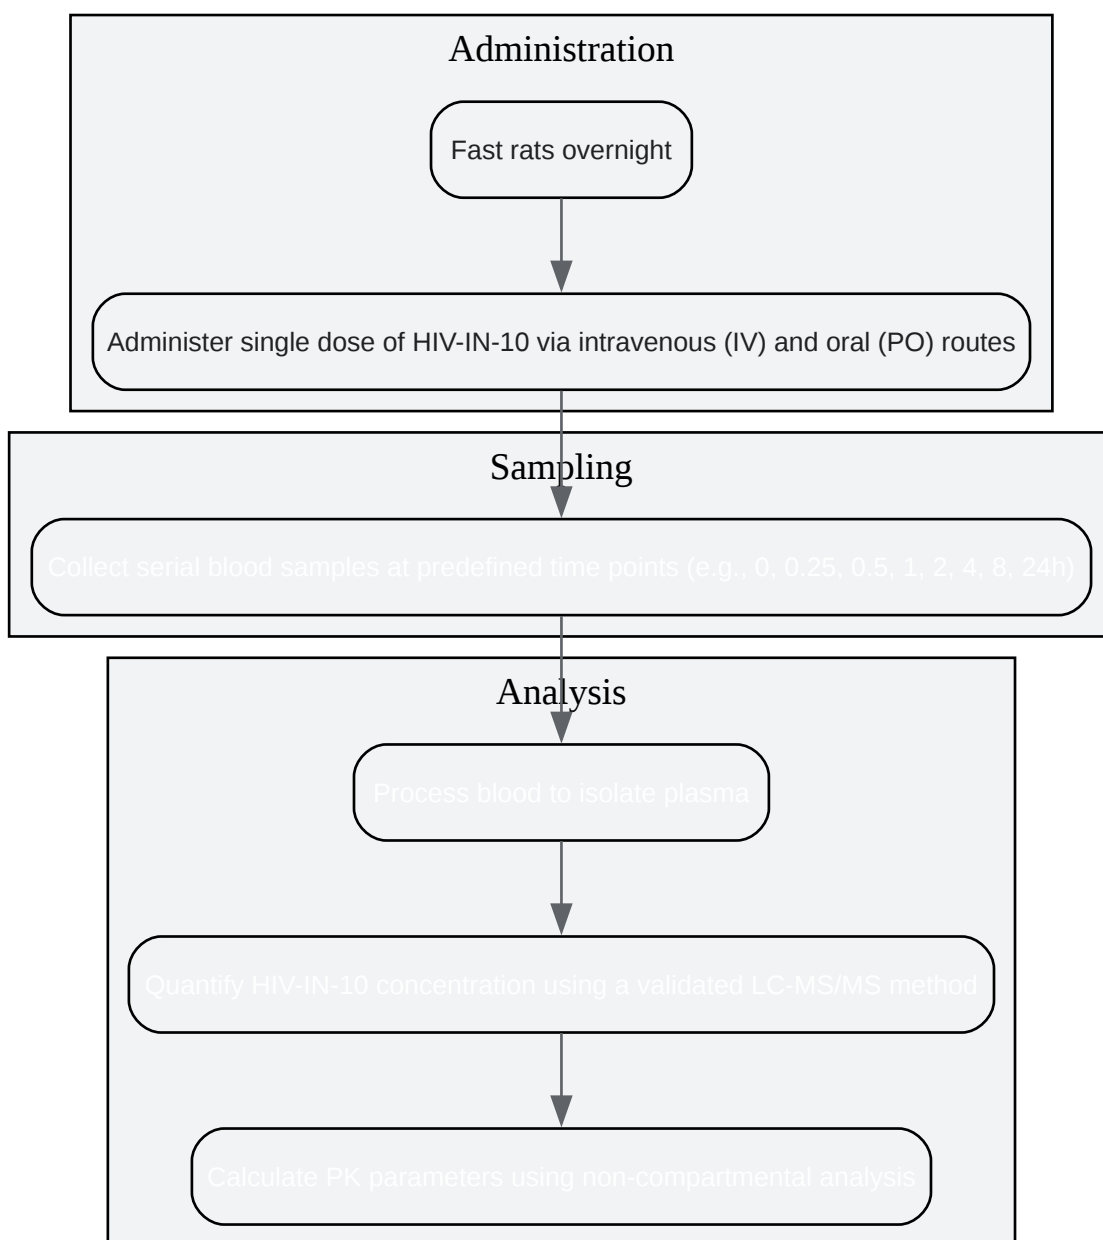 Administration
Fast rats overnight
Administer single dose of HIV-IN-10 via intravenous (IV) and oral (PO) routes
Sampling
Collect serial blood samples at predefined time points (e.g., 0, 0.25, 0.5, 1, 2, 4, 8, 24h)
Analysis
Process blood to isolate plasma
Quantify HIV-IN-10 concentration using a validated LC-MS/MS method
Calculate PK parameters using non-compartmental analysis